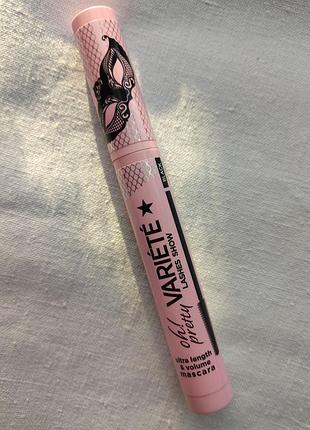 oh! pretty
VARIÉTÉ
LASHES SHOW
BLACK
ultra length
& volume
mascara